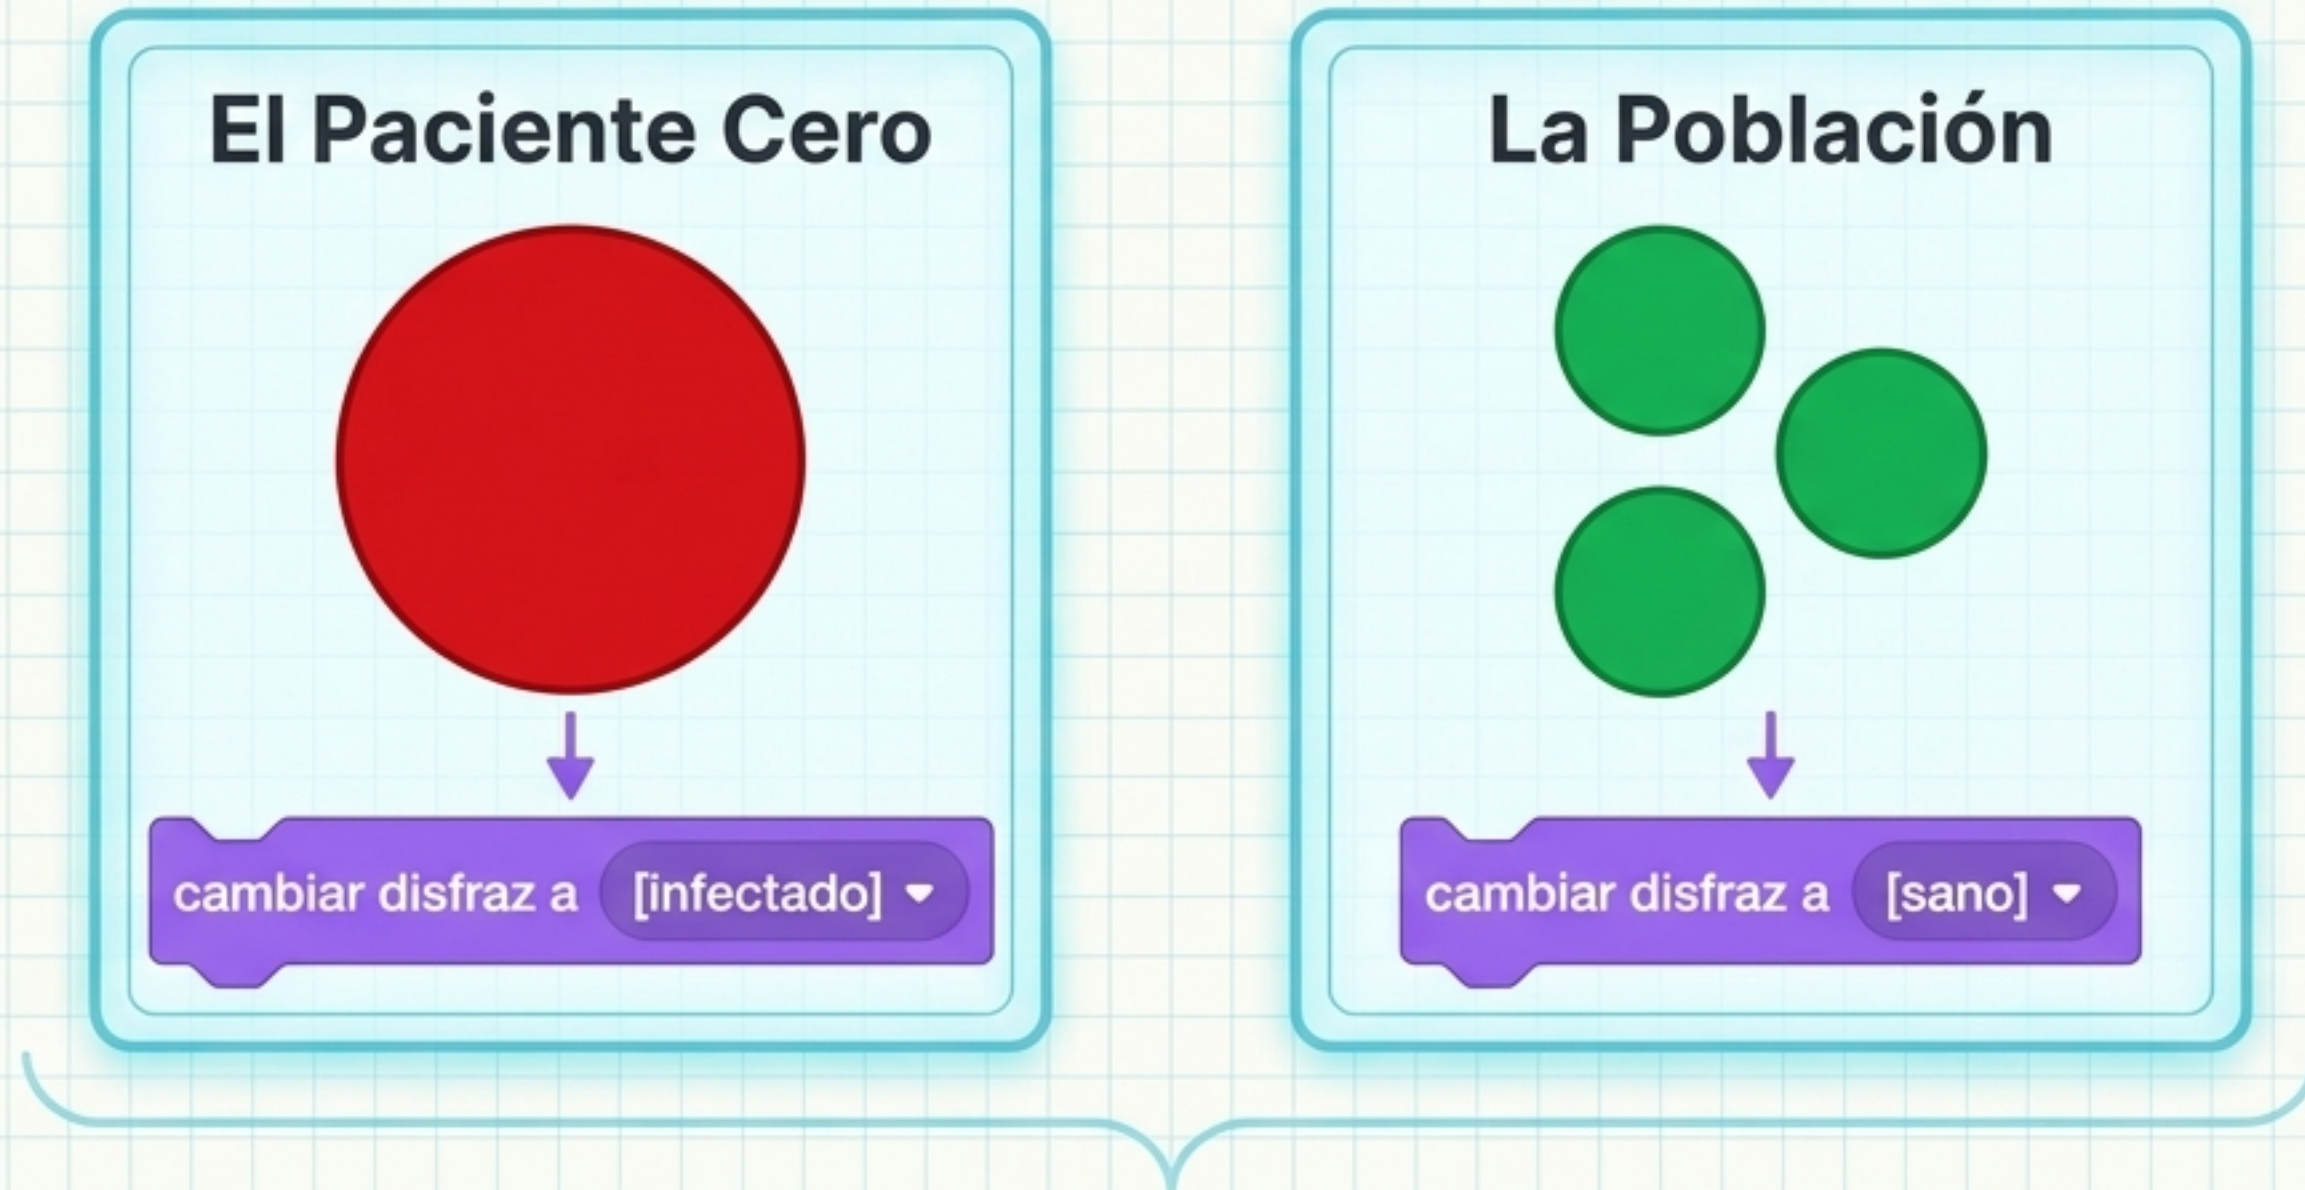 El Paciente Cero
cambiar disfraz a [infectado]
La Población
cambiar disfraz a [sano]